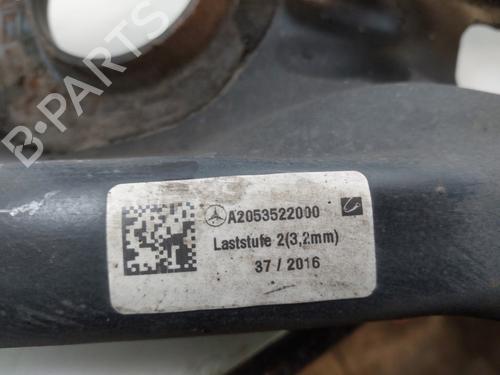 B-PARTS
A2053522000
Laststufe 2(3,2mm)
37 / 2016